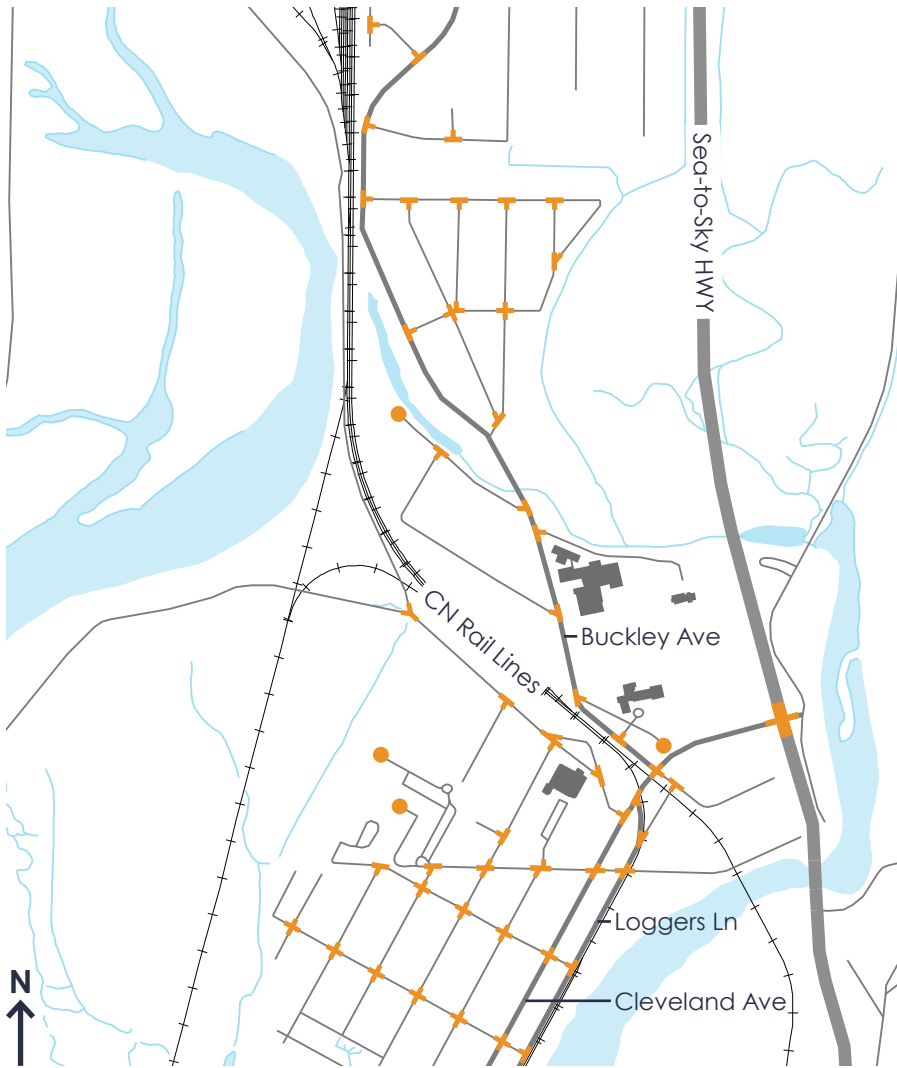 Sea-to-Sky HWY
CN Rail Lines
Buckley Ave
Loggers Ln
N
Cleveland Ave